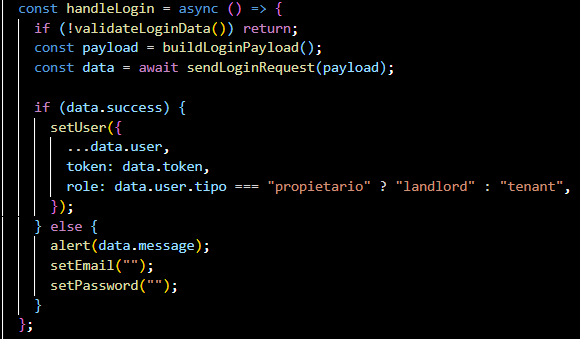 const handleLogin = async () => {
if (!validateLoginData()) return;
const payload = buildLoginPayload();
const data = await sendLoginRequest(payload);
if (data.success) {
setUser({
...data.user,
token: data.token,
role: data.user.tipo === "propietario" ? "landlord" : "tenant",
});
} else {
alert(data.message);
setEmail("");
setPassword("");
}
};